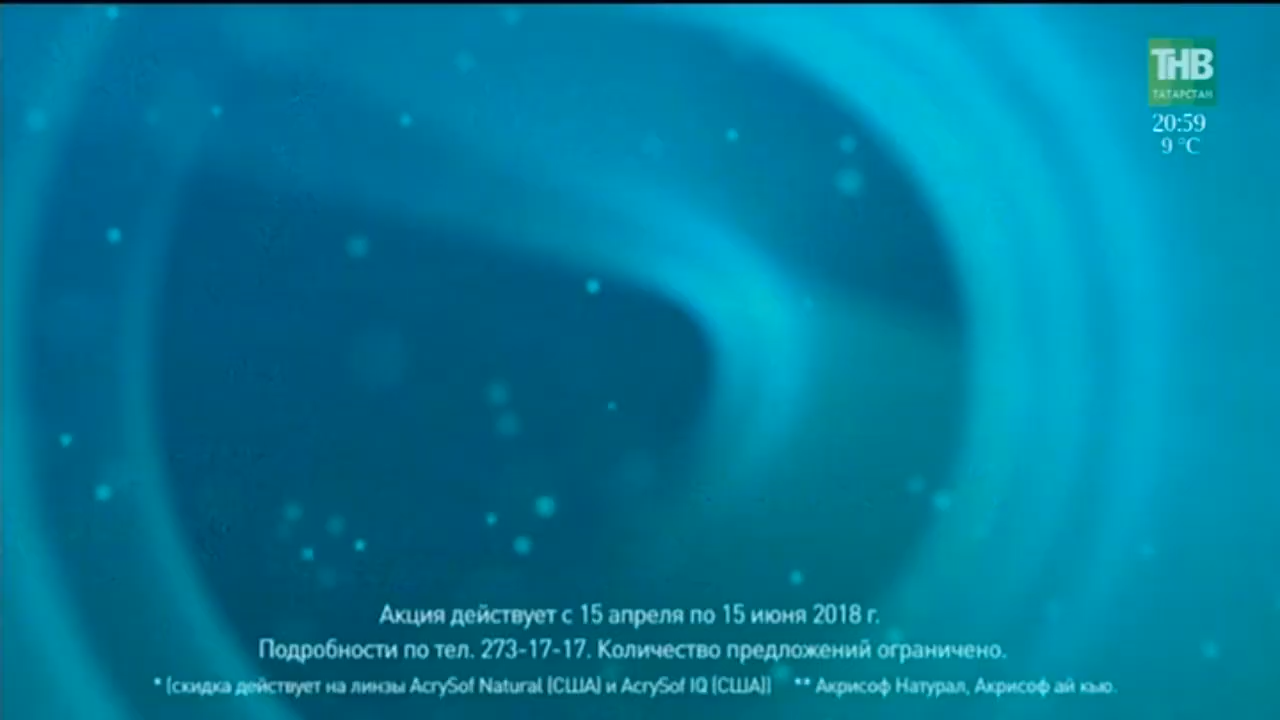 ТНВ
ТАТАРСТАН
20:59
9 °C
Акция действует с 15 апреля по 15 июня 2018 г.
Подробности по тел. 273-17-17. Количество предложений ограничено.
* (скидка действует на линзы AcrySof Natural (США) и AcrySof IQ (США)) ** Акрисоф Натурал, Акрисоф ай кью.